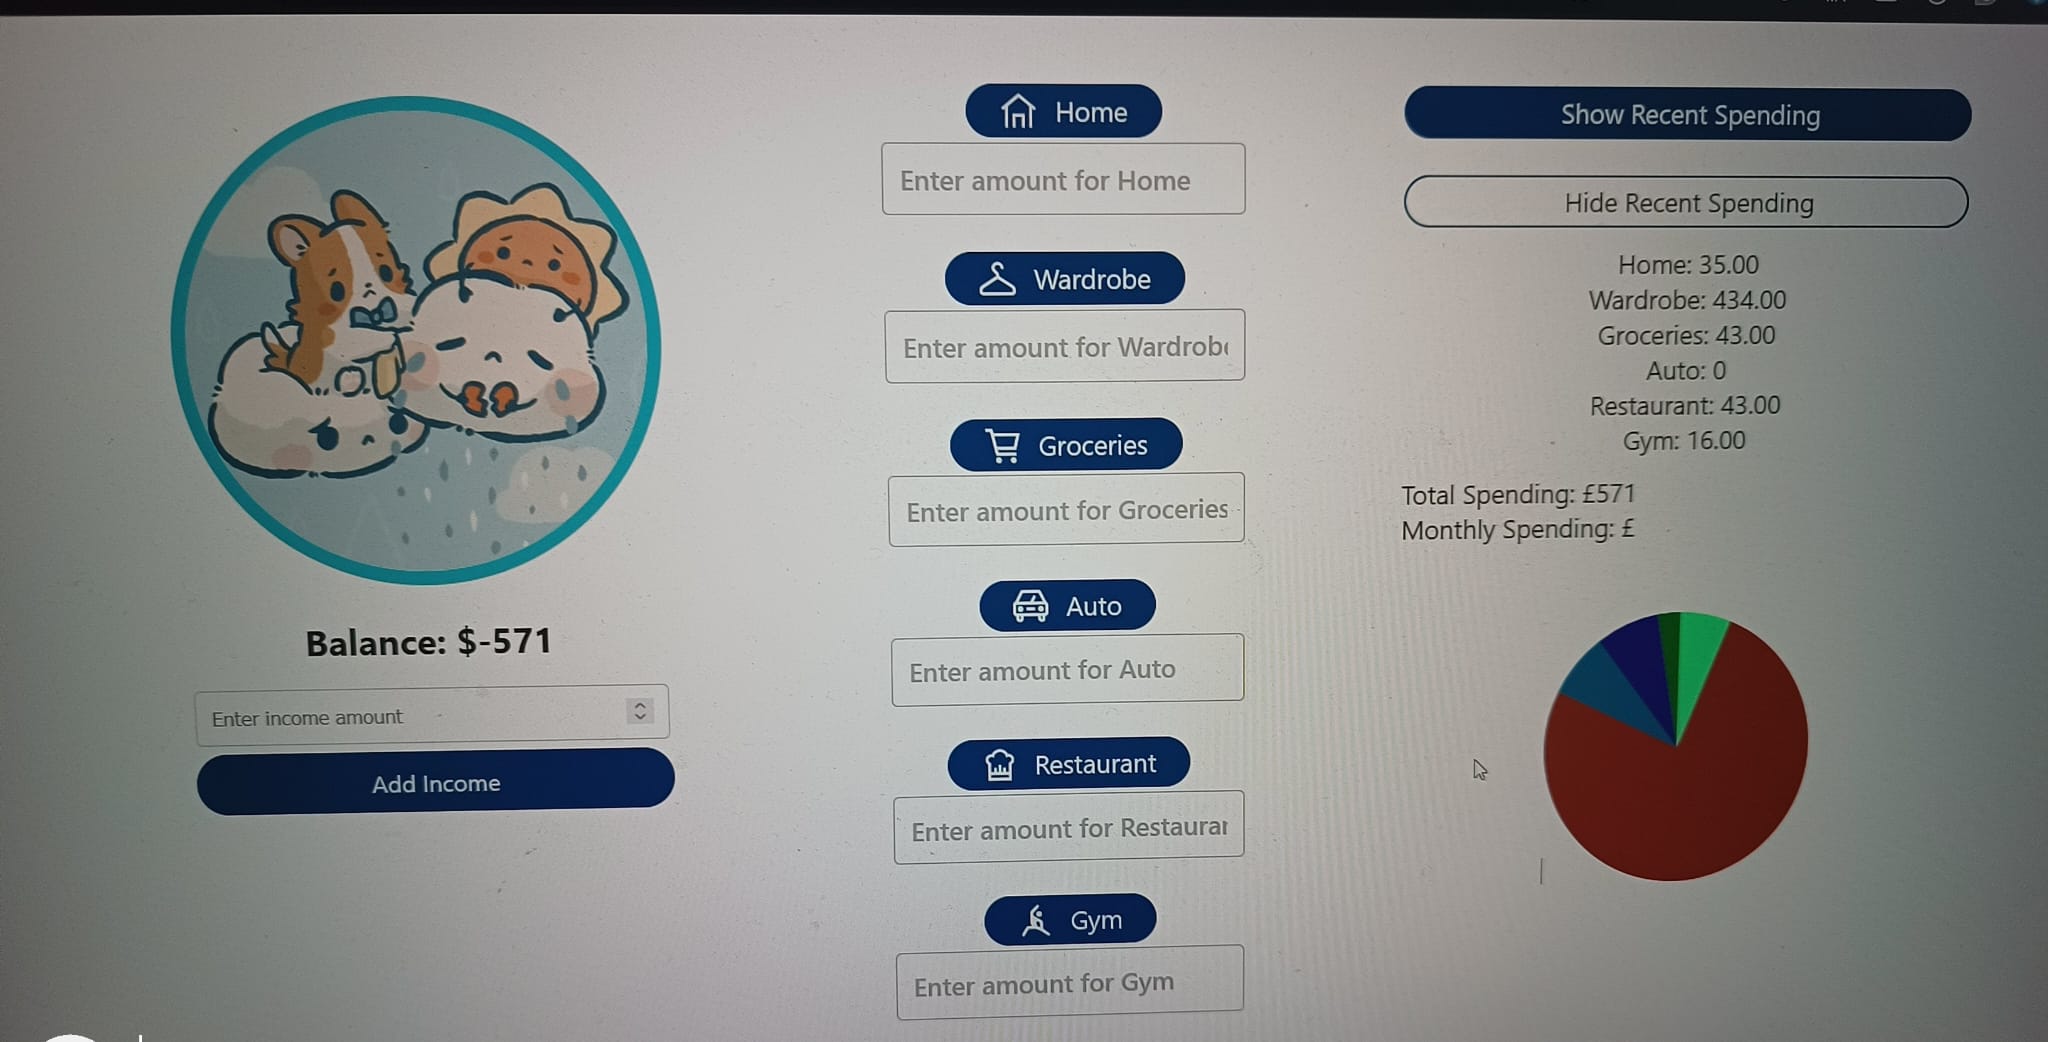 Balance: $-571
Enter income amount
Add Income
Home
Enter amount for Home
Wardrobe
Enter amount for Wardrobe
Groceries
Enter amount for Groceries
Auto
Enter amount for Auto
Restaurant
Enter amount for Restauran
Gym
Enter amount for Gym
Show Recent Spending
Hide Recent Spending
Home: 35.00
Wardrobe: 434.00
Groceries: 43.00
Auto: 0
Restaurant: 43.00
Gym: 16.00
Total Spending: £571
Monthly Spending: £